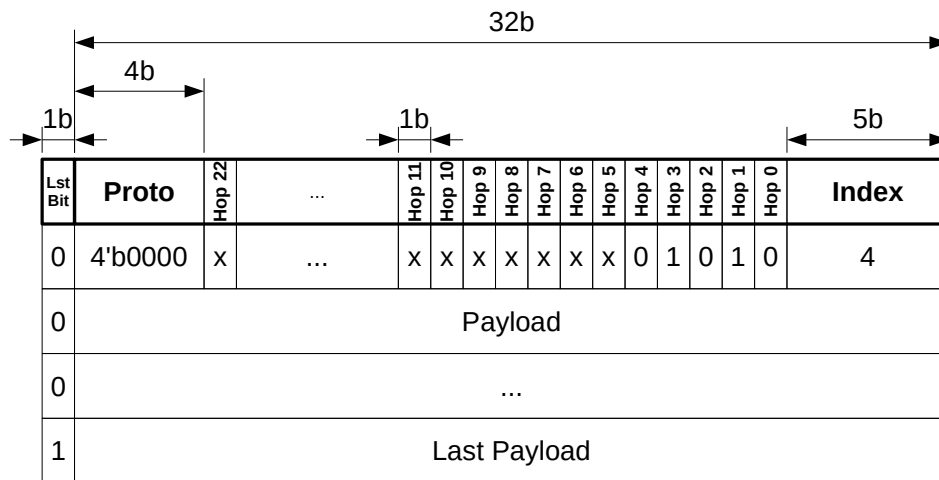 32b
4b
1b 1b 5b
Lst Bit Proto Hop 22 ... Hop 11 Hop 10 Hop 9 Hop 8 Hop 7 Hop 6 Hop 5 Hop 4 Hop 3 Hop 2 Hop 1 Hop 0 Index
0 4'b0000 x ... x x x x x x x 0 1 0 1 0 4
0 Payload
0 ...
1 Last Payload